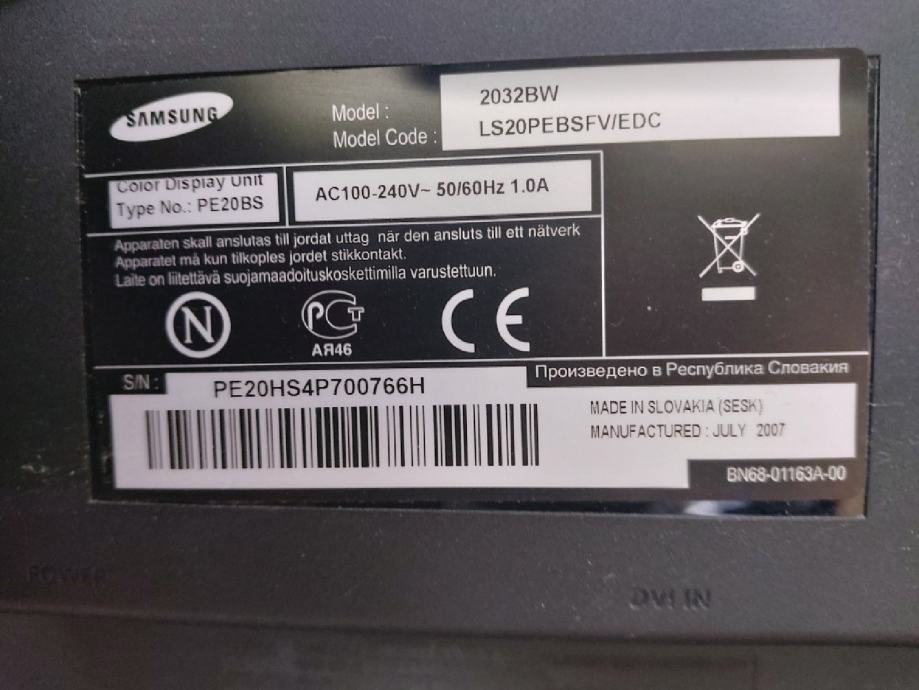 SAMSUNG
Model :
2032BW
Model Code :
LS20PEBSFV/EDC
Color Display Unit
Type No.: PE20BS
AC100-240V~ 50/60Hz 1.0A
Apparaten skall anslutas till jordat uttag när den ansluts till ett nätverk
Apparatet må kun tilkoples jordet stikkontakt.
Laite on liitettävä suojamaadoituskoskettimilla varustettuun.
N
РСТ
АЯ46
CE
S/N :
PE20HS4P700766H
Произведено в Республика Словакия
MADE IN SLOVAKIA (SESK)
MANUFACTURED : JULY 2007
BN68-01163A-00
POWER
DVI IN